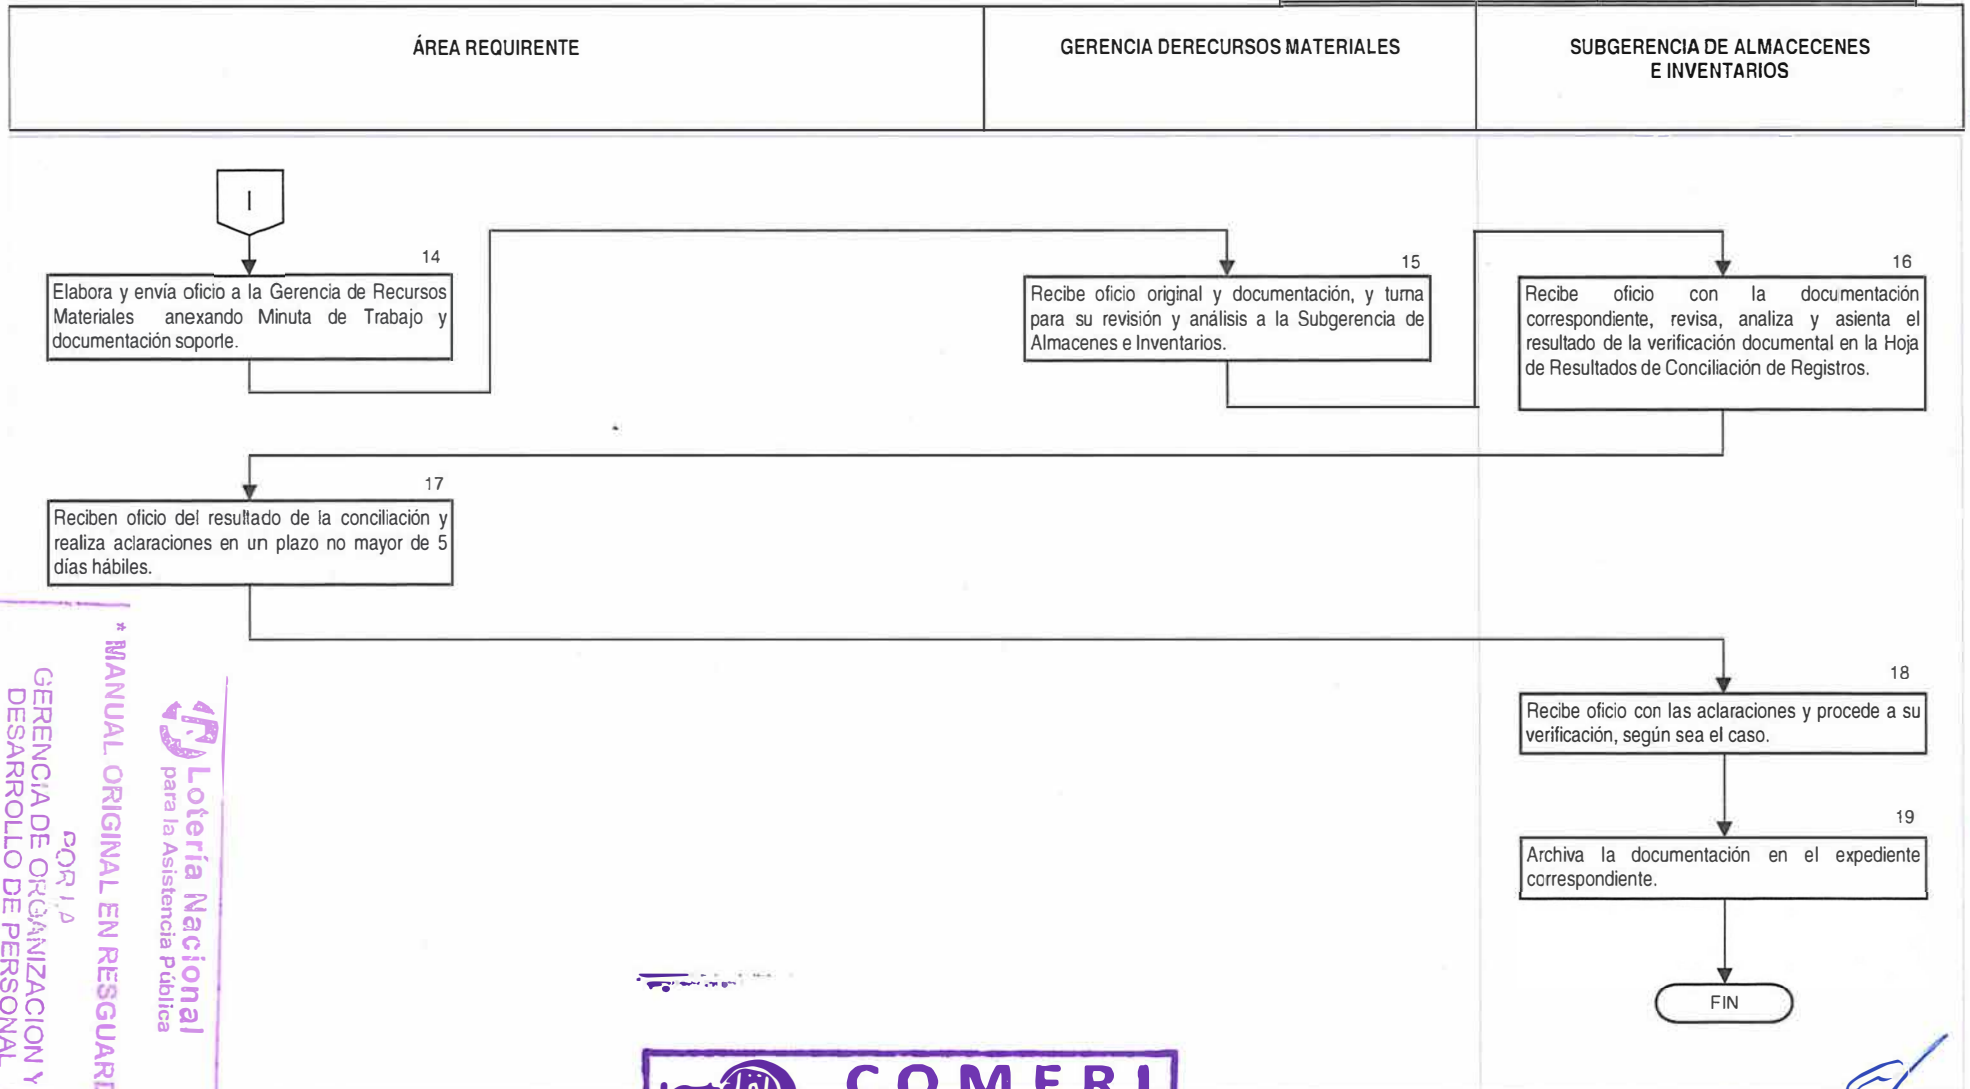 ÁREA REQUIRENTE
GERENCIA DERECURSOS MATERIALES
SUBGERENCIA DE ALMACECENES
E INVENTARIOS
I
14
Elabora y envía oficio a la Gerencia de Recursos
Materiales anexando Minuta de Trabajo y
documentación soporte.
15
Recibe oficio original y documentación, y turna
para su revisión y análisis a la Subgerencia de
Almacenes e Inventarios.
16
Recibe oficio con la documentación
correspondiente, revisa, analiza y asienta el
resultado de la verificación documental en la Hoja
de Resultados de Conciliación de Registros.
17
Reciben oficio del resultado de la conciliación y
realiza aclaraciones en un plazo no mayor de 5
días hábiles.
18
Recibe oficio con las aclaraciones y procede a su
verificación, según sea el caso.
19
Archiva la documentación en el expediente
correspondiente.
FIN
Lotería Nacional
para la Asistencia Pública
* MANUAL ORIGINAL EN RESGUARD
POR LA
GERENCIA DE ORGANIZACION Y
DESARROLLO DE PERSONAL
COMERI